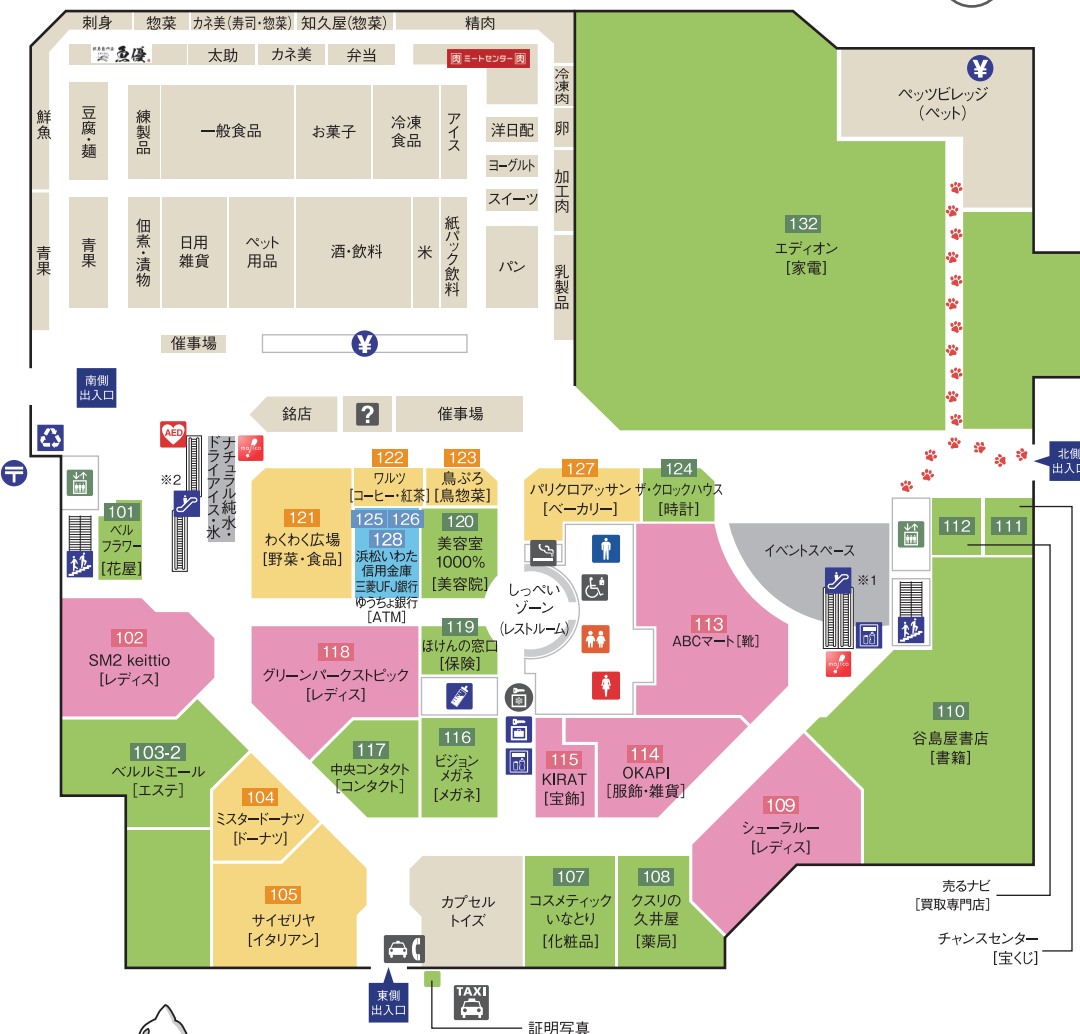 刺身
惣菜
カネ美(寿司・惣菜)
知久屋(惣菜)
精肉
魚優
太助
カネ美
弁当
肉 ミートセンター 肉
冷凍肉
鮮魚
豆腐・麺
練製品
一般食品
お菓子
冷凍
食品
アイス
洋日配
卵
ヨーグルト
スイーツ
加工肉
青果
青果
佃煮・漬物
日用
雑貨
ペット
用品
酒・飲料
米
紙パック飲料
パン
乳製品
催事場
¥
¥
ペッツビレッジ
(ペット)
132
エディオン
[家電]
南側
出入口
銘店
?
催事場
北側
出入口
AED
majica
ナチュラル純水・
ドライアイス・氷
※2
101
ベル
フラワー
[花屋]
121
わくわく広場
[野菜・食品]
122
ワルツ
[コーヒー・紅茶]
123
鳥ぷろ
[鳥惣菜]
125
126
128
浜松いわた
信用金庫
三菱UFJ銀行
ゆうちょ銀行
[ATM]
120
美容室
1000%
[美容院]
127
パリクロアッサン
[ベーカリー]
124
ザ・クロックハウス
[時計]
しっぺい
ゾーン
(レストルーム)
イベントスペース
※1
majica
112
111
102
SM2 keittio
[レディス]
118
グリーンパークストピック
[レディス]
119
ほけんの窓口
[保険]
113
ABCマート[靴]
103-2
ベルルミエール
[エステ]
117
中央コンタクト
[コンタクト]
116
ビジョン
メガネ
[メガネ]
115
KIRAT
[宝飾]
114
OKAPI
[服飾・雑貨]
110
谷島屋書店
[書籍]
104
ミスタードーナツ
[ドーナツ]
109
シューラルー
[レディス]
105
サイゼリヤ
[イタリアン]
カプセル
トイズ
107
コスメティック
いなとり
[化粧品]
108
クスリの
久井屋
[薬局]
売るナビ
[買取専門店]
チャンスセンター
[宝くじ]
東側
出入口
TAXI
証明写真